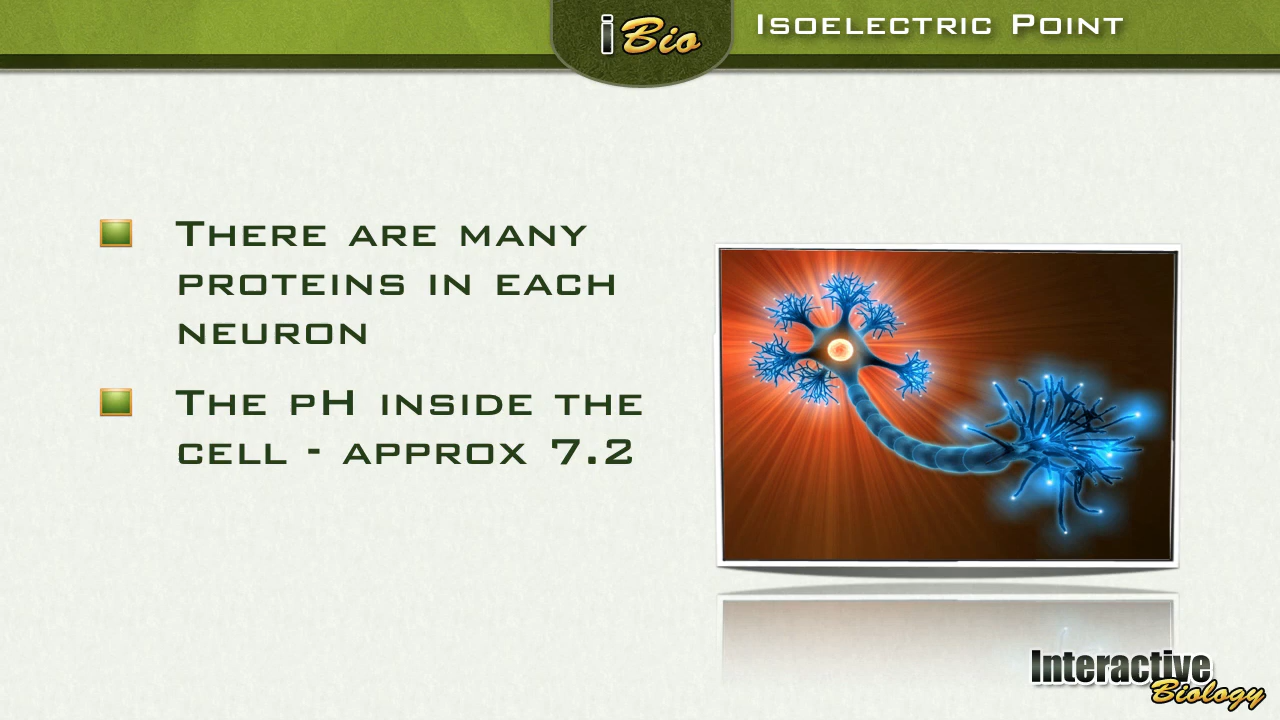 iBio
Isoelectric Point
There are many
proteins in each
neuron
The pH inside the
cell - approx 7.2
Interactive
Biology